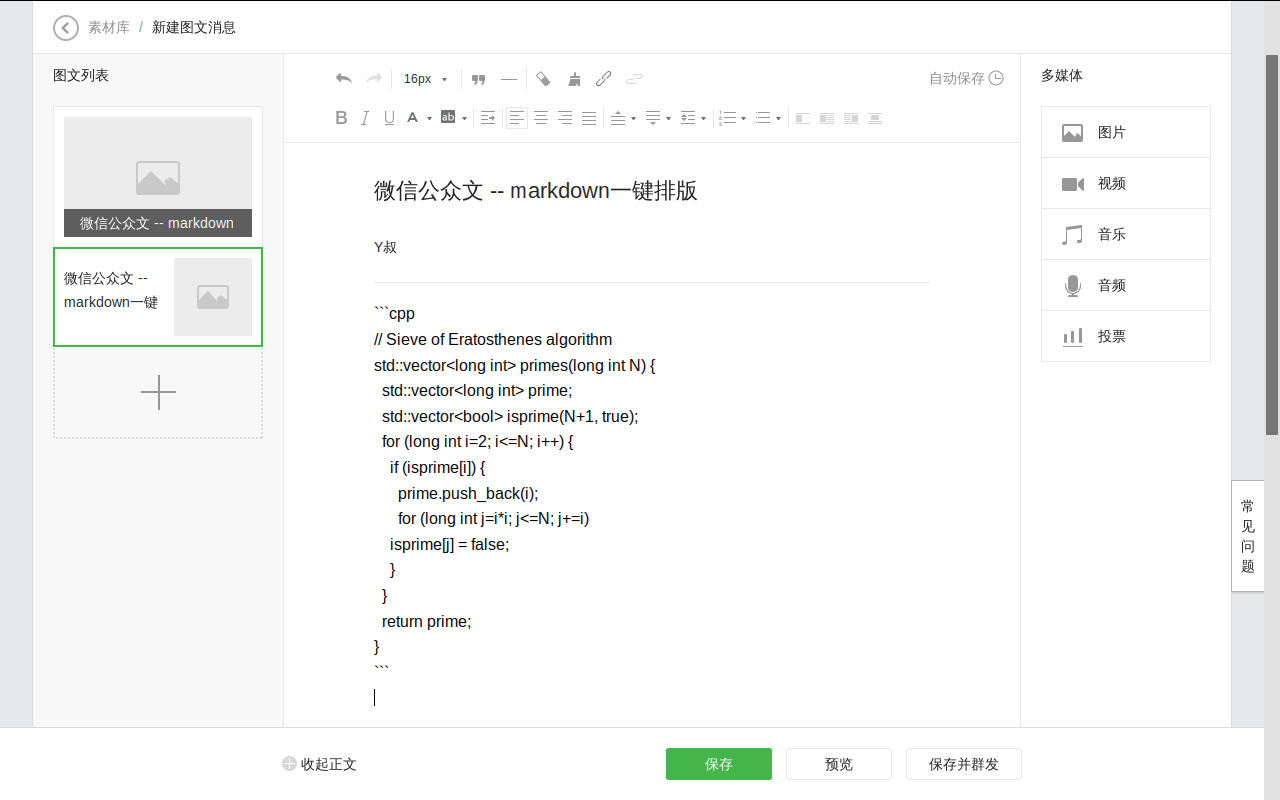 素材库 / 新建图文消息
图文列表
微信公众文 -- markdown
微信公众文 --
markdown一键
16px
自动保存
B I U A ab
微信公众文 -- markdown一键排版
Y叔
```cpp
// Sieve of Eratosthenes algorithm
std::vector<long int> primes(long int N) {
  std::vector<long int> prime;
  std::vector<bool> isprime(N+1, true);
  for (long int i=2; i<=N; i++) {
    if (isprime[i]) {
      prime.push_back(i);
      for (long int j=i*i; j<=N; j+=i)
    isprime[j] = false;
    }
  }
  return prime;
}
```
多媒体
图片
视频
音乐
音频
投票
常
见
问
题
收起正文
保存
预览
保存并群发